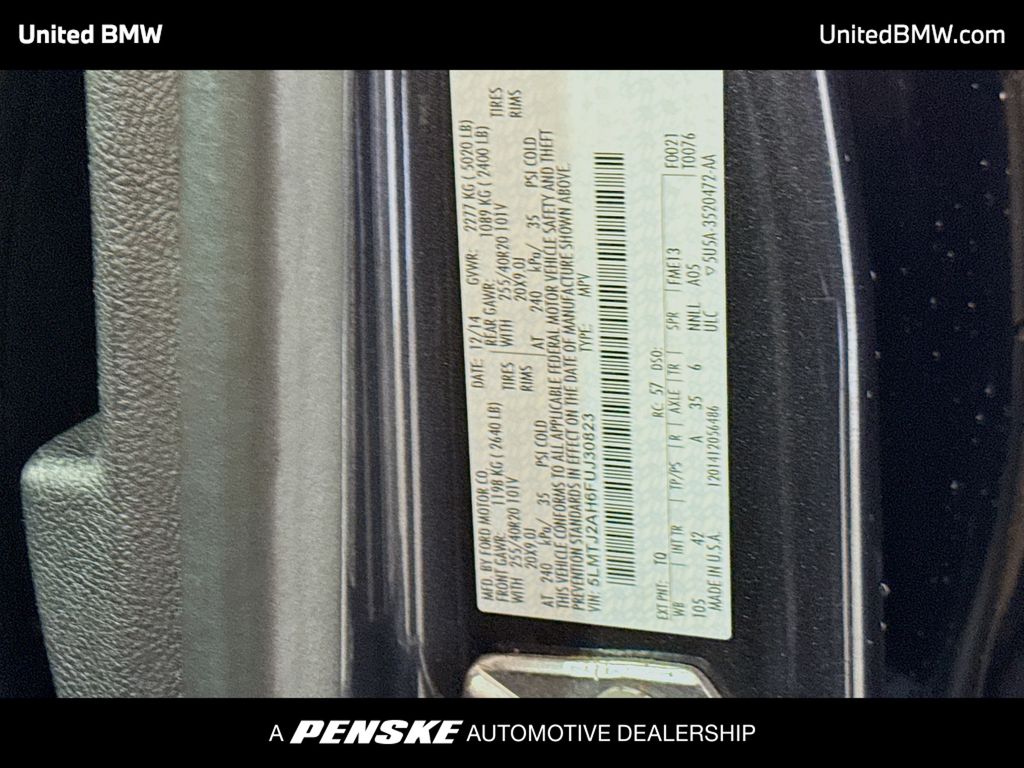 United BMW
UnitedBMW.com
MFD. BY FORD MOTOR CO.
DATE: 12/14 GVWR: 2277 KG ( 5020 LB)
FRONT GAWR: 1198 KG ( 2640 LB) REAR GAWR: 1089 KG ( 2400 LB)
WITH 255/40R20 101V TIRES WITH 255/40R20 101V TIRES
20X9.0J RIMS 20X9.0J RIMS
AT 240 kPa/ 35 PSI COLD AT 240 kPa/ 35 PSI COLD
THIS VEHICLE CONFORMS TO ALL APPLICABLE FEDERAL MOTOR VEHICLE SAFETY AND THEFT
PREVENTION STANDARDS IN EFFECT ON THE DATE OF MANUFACTURE SHOWN ABOVE.
VIN: 5LMTJ2AH6FUJ30823 TYPE: MPV
EXT PNT: TQ RC: 57 DSO:
WB INT TR TP/PS R AXLE TR SPR FME13 F0021
105 42 A 35 6 NNLL A05 T0076
ULC
MADE IN U.S.A. 1201412056486 5U5A-3520472-AA
A PENSKE AUTOMOTIVE DEALERSHIP